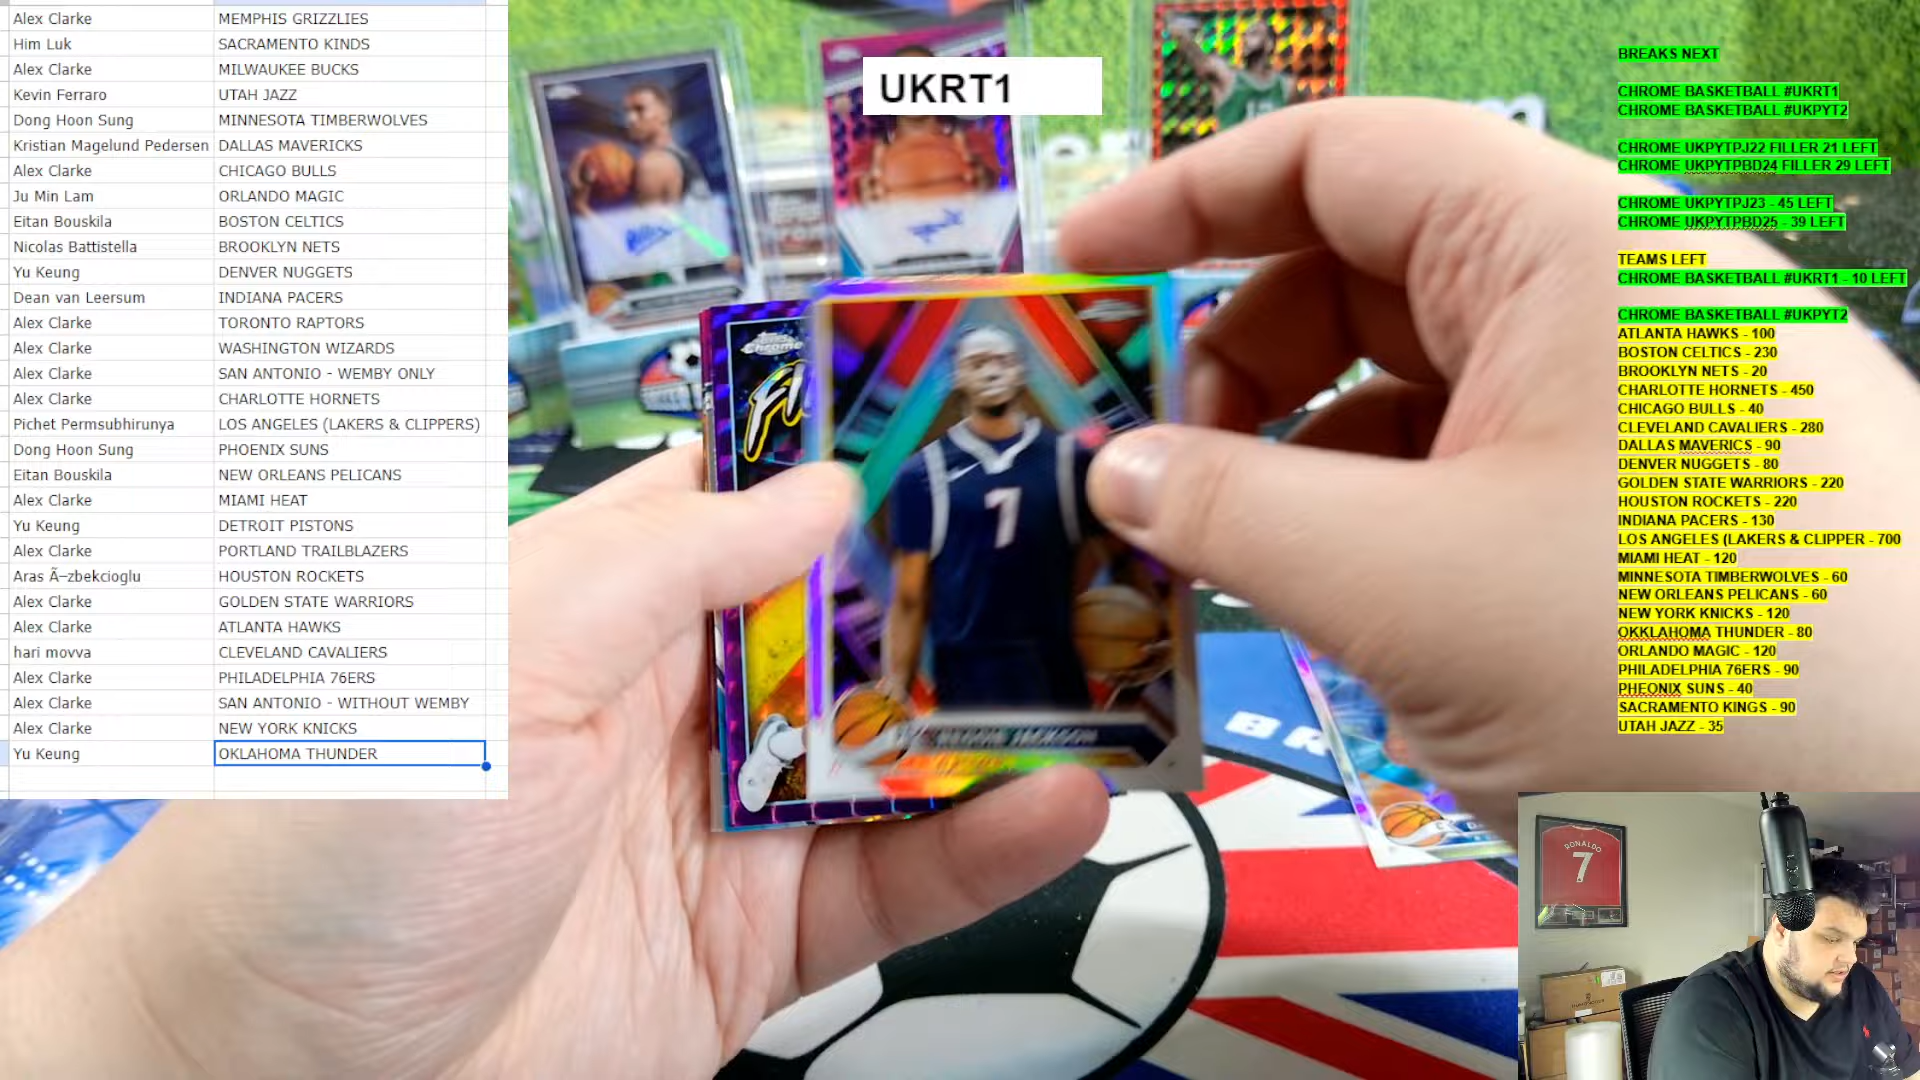 Alex Clarke MEMPHIS GRIZZLIES
Him Luk SACRAMENTO KINDS
Alex Clarke MILWAUKEE BUCKS
Kevin Ferraro UTAH JAZZ
Dong Hoon Sung MINNESOTA TIMBERWOLVES
Kristian Magelund Pedersen DALLAS MAVERICKS
Alex Clarke CHICAGO BULLS
Ju Min Lam ORLANDO MAGIC
Eitan Bouskila BOSTON CELTICS
Nicolas Battistella BROOKLYN NETS
Yu Keung DENVER NUGGETS
Dean van Leersum INDIANA PACERS
Alex Clarke TORONTO RAPTORS
Alex Clarke WASHINGTON WIZARDS
Alex Clarke SAN ANTONIO - WEMBY ONLY
Alex Clarke CHARLOTTE HORNETS
Pichet Permsubhirunya LOS ANGELES (LAKERS & CLIPPERS)
Dong Hoon Sung PHOENIX SUNS
Eitan Bouskila NEW ORLEANS PELICANS
Alex Clarke MIAMI HEAT
Yu Keung DETROIT PISTONS
Alex Clarke PORTLAND TRAILBLAZERS
Aras Ã–zbekcioglu HOUSTON ROCKETS
Alex Clarke GOLDEN STATE WARRIORS
Alex Clarke ATLANTA HAWKS
hari movva CLEVELAND CAVALIERS
Alex Clarke PHILADELPHIA 76ERS
Alex Clarke SAN ANTONIO - WITHOUT WEMBY
Alex Clarke NEW YORK KNICKS
Yu Keung OKLAHOMA THUNDER
UKRT1
7
REGGIE JACKSON
BREAKS NEXT
CHROME BASKETBALL #UKRT1
CHROME BASKETBALL #UKPYT2
CHROME UKPYTPJ22 FILLER 21 LEFT
CHROME UKPYTPBD24 FILLER 29 LEFT
CHROME UKPYTPJ23 - 45 LEFT
CHROME UKPYTPBD25 - 39 LEFT
TEAMS LEFT
CHROME BASKETBALL #UKRT1 - 10 LEFT
CHROME BASKETBALL #UKPYT2
ATLANTA HAWKS - 100
BOSTON CELTICS - 230
BROOKLYN NETS - 20
CHARLOTTE HORNETS - 450
CHICAGO BULLS - 40
CLEVELAND CAVALIERS - 280
DALLAS MAVERICS - 90
DENVER NUGGETS - 80
GOLDEN STATE WARRIORS - 220
HOUSTON ROCKETS - 220
INDIANA PACERS - 130
LOS ANGELES (LAKERS & CLIPPER - 700
MIAMI HEAT - 120
MINNESOTA TIMBERWOLVES - 60
NEW ORLEANS PELICANS - 60
NEW YORK KNICKS - 120
OKKLAHOMA THUNDER - 80
ORLANDO MAGIC - 120
PHILADELPHIA 76ERS - 90
PHEONIX SUNS - 40
SACRAMENTO KINGS - 90
UTAH JAZZ - 35
RONALDO
7